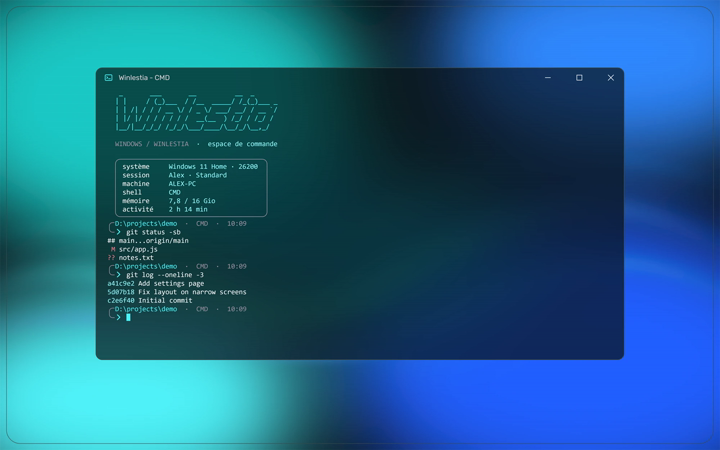 Winlestia - CMD
WINDOWS / WINLESTIA · espace de commande
système Windows 11 Home · 26200
session Alex · Standard
machine ALEX-PC
shell CMD
mémoire 7,8 / 16 Gio
activité 2 h 14 min
D:\projects\demo · CMD · 10:09
❯ git status -sb
## main...origin/main
M src/app.js
?? notes.txt
D:\projects\demo · CMD · 10:09
❯ git log --oneline -3
a41c9e2 Add settings page
5d07b18 Fix layout on narrow screens
c2e6f40 Initial commit
D:\projects\demo · CMD · 10:09
❯